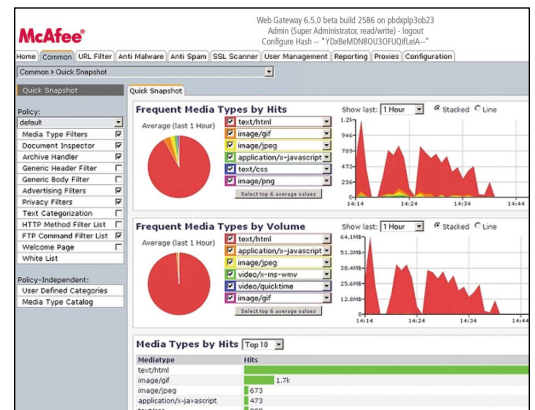 Web Gateway 6.5.0 beta build 2586 on pbdxplp3ob23
McAfee®
Admin (Super Administrator, read/write) - logout
Configure Hash -- "YDxBeMDN8OU3OFUQifLeIA--"
Home Common URL Filter Anti Malware Anti Spam SSL Scanner User Management Reporting Proxies Configuration
Common > Quick Snapshot
Quick Snapshot
Policy:
default
Media Type Filters
Document Inspector
Archive Handler
Generic Header Filter
Generic Body Filter
Advertising Filters
Privacy Filters
Text Categorization
HTTP Method Filter List
FTP Command Filter List
Welcome Page
White List
Policy-Independent:
User Defined Categories
Media Type Catalog
Quick Snapshot
Frequent Media Types by Hits
Show last: 1 Hour Stacked Line
Average (last 1 Hour)
text/html
image/gif
image/jpeg
application/x-javascript
text/css
image/png
Select top 6 average values
1.2k
946
709
473
236
0
14:14 14:24 14:34 14:44
Frequent Media Types by Volume
Show last: 1 Hour Stacked Line
Average (last 1 Hour)
text/html
application/x-javascript
image/jpeg
video/x-ms-wmv
video/quicktime
image/gif
Select top 6 average values
64.1MB
51.3MB
38.4MB
25.6MB
12.8MB
0
14:14 14:24 14:34 14:44
Media Types by Hits Top 10
Mediatype Hits
text/html
image/gif 1.7k
image/jpeg 673
application/x-javascript 473